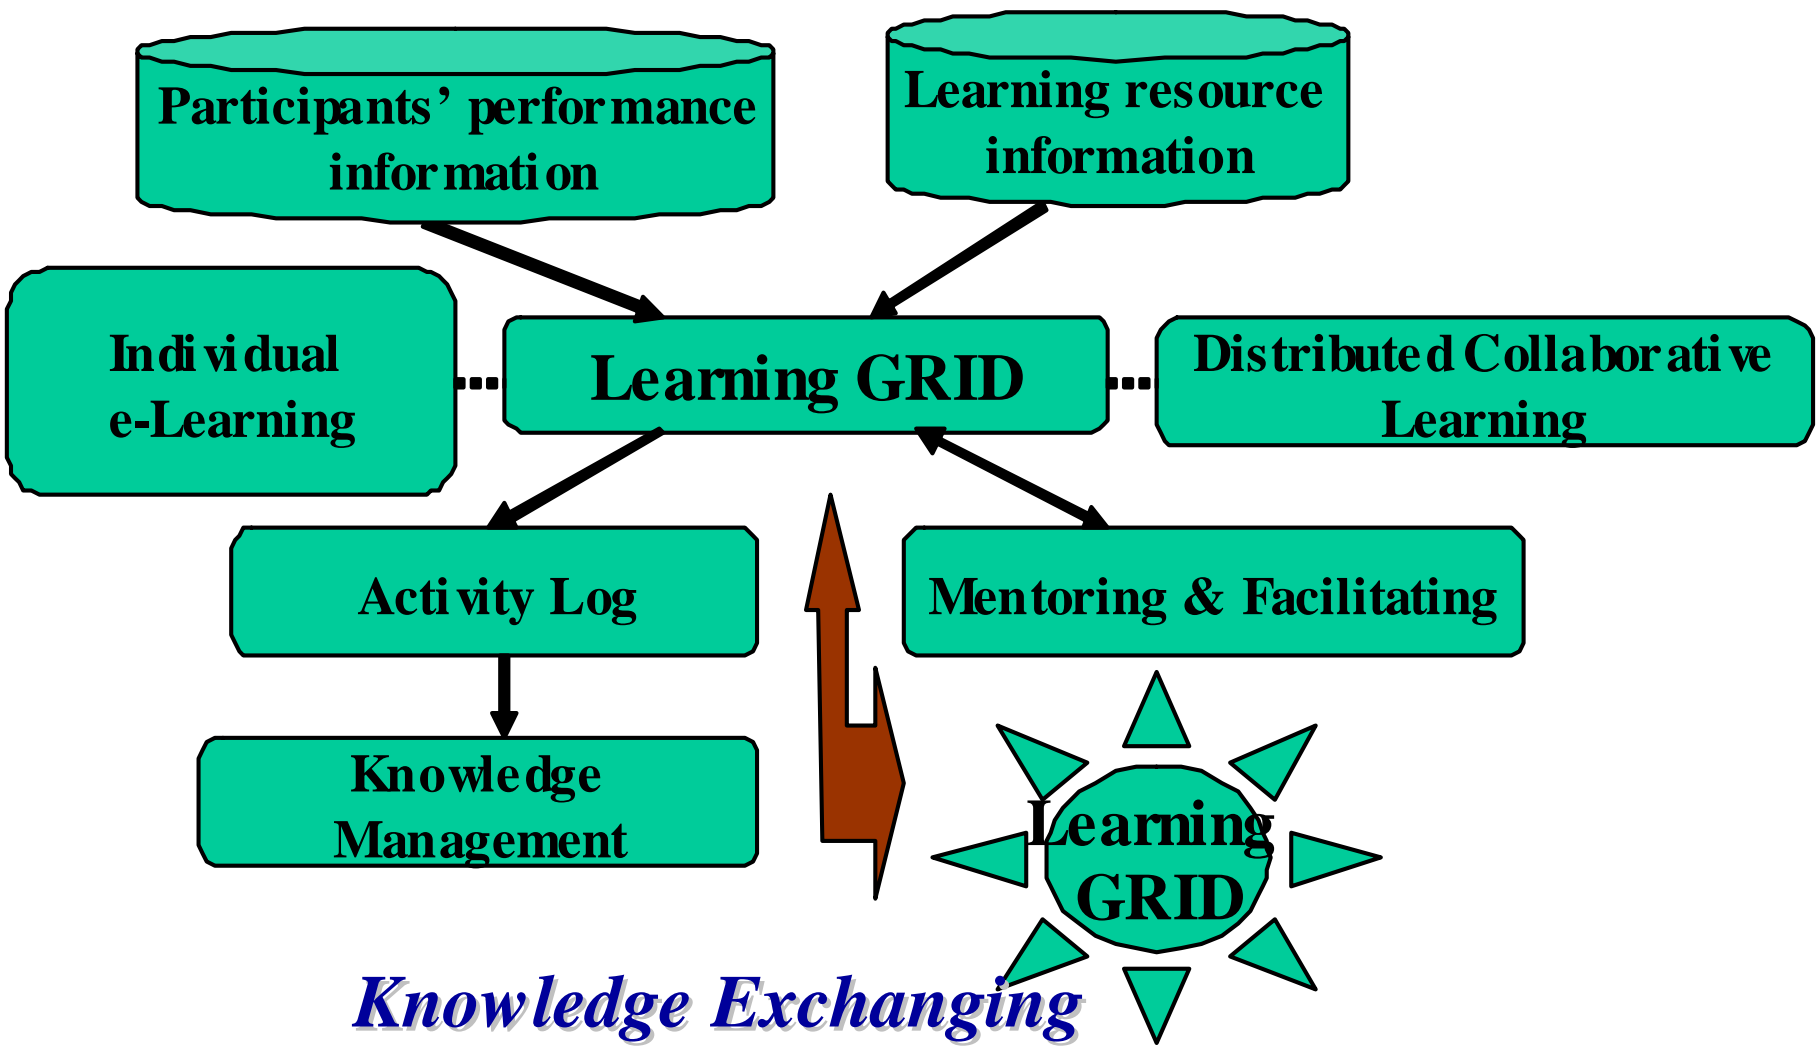 Participants’ performance
information
Learning resource
information
Individual
e-Learning
Learning GRID
Distributed Collaborative
Learning
Activity Log
Mentoring & Facilitating
Knowledge
Management
Learning
GRID
Knowledge Exchanging